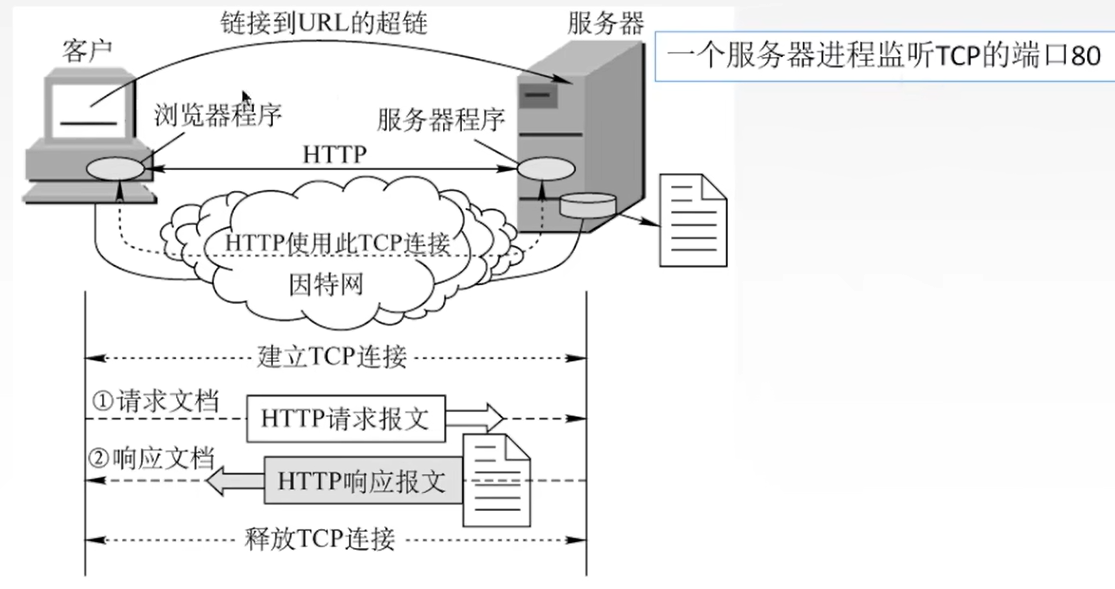 链接到URL的超链
服务器
客户
一个服务器进程监听TCP的端口80
浏览器程序
服务器程序
HTTP
HTTP使用此TCP连接
因特网
建立TCP连接
①请求文档
HTTP请求报文
②响应文档
HTTP响应报文
释放TCP连接